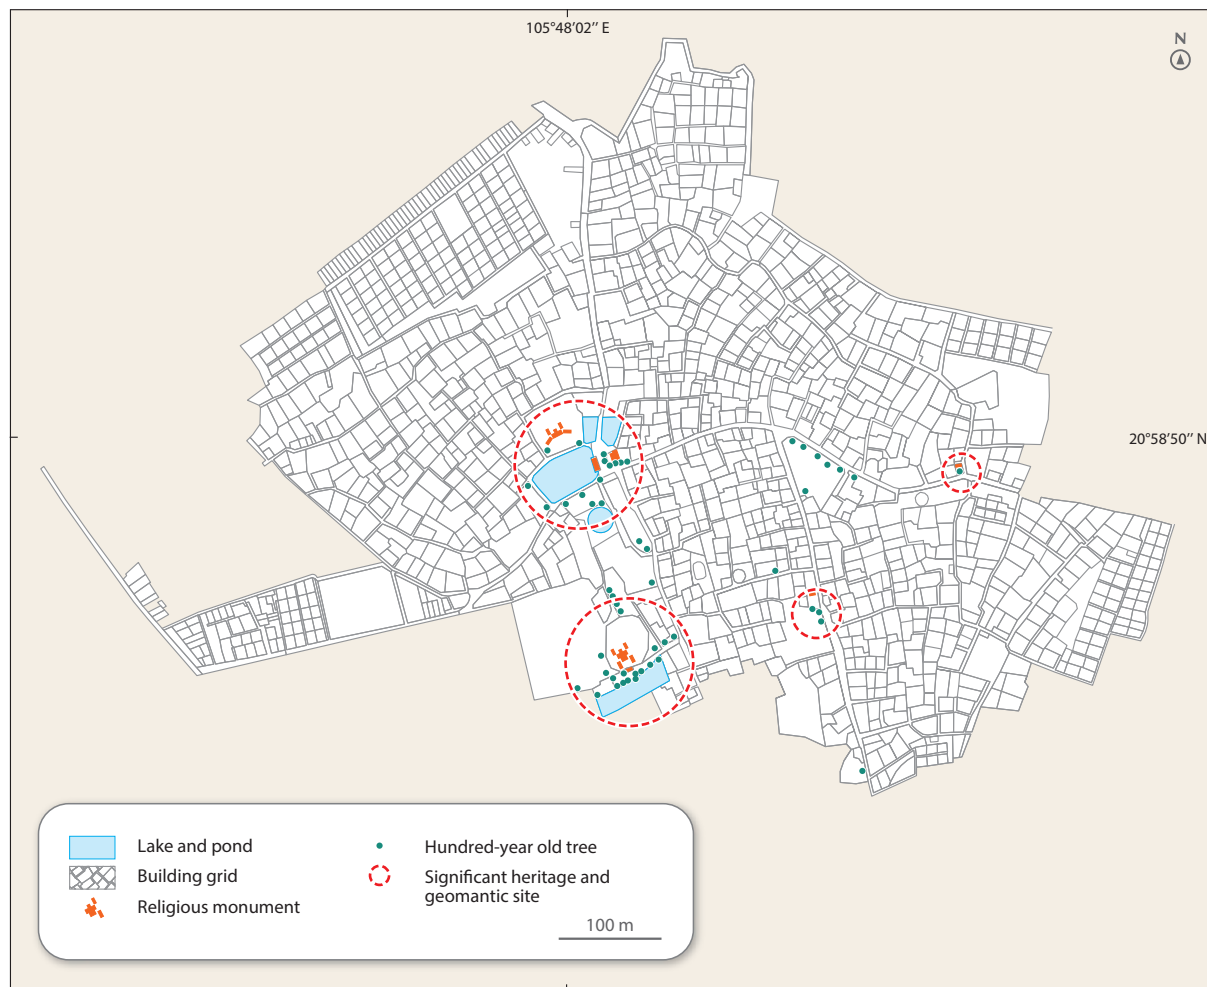 105°48’02’’ E
N
20°58’50’’ N
Lake and pond
Building grid
Religious monument
Hundred-year old tree
Significant heritage and
geomantic site
100 m